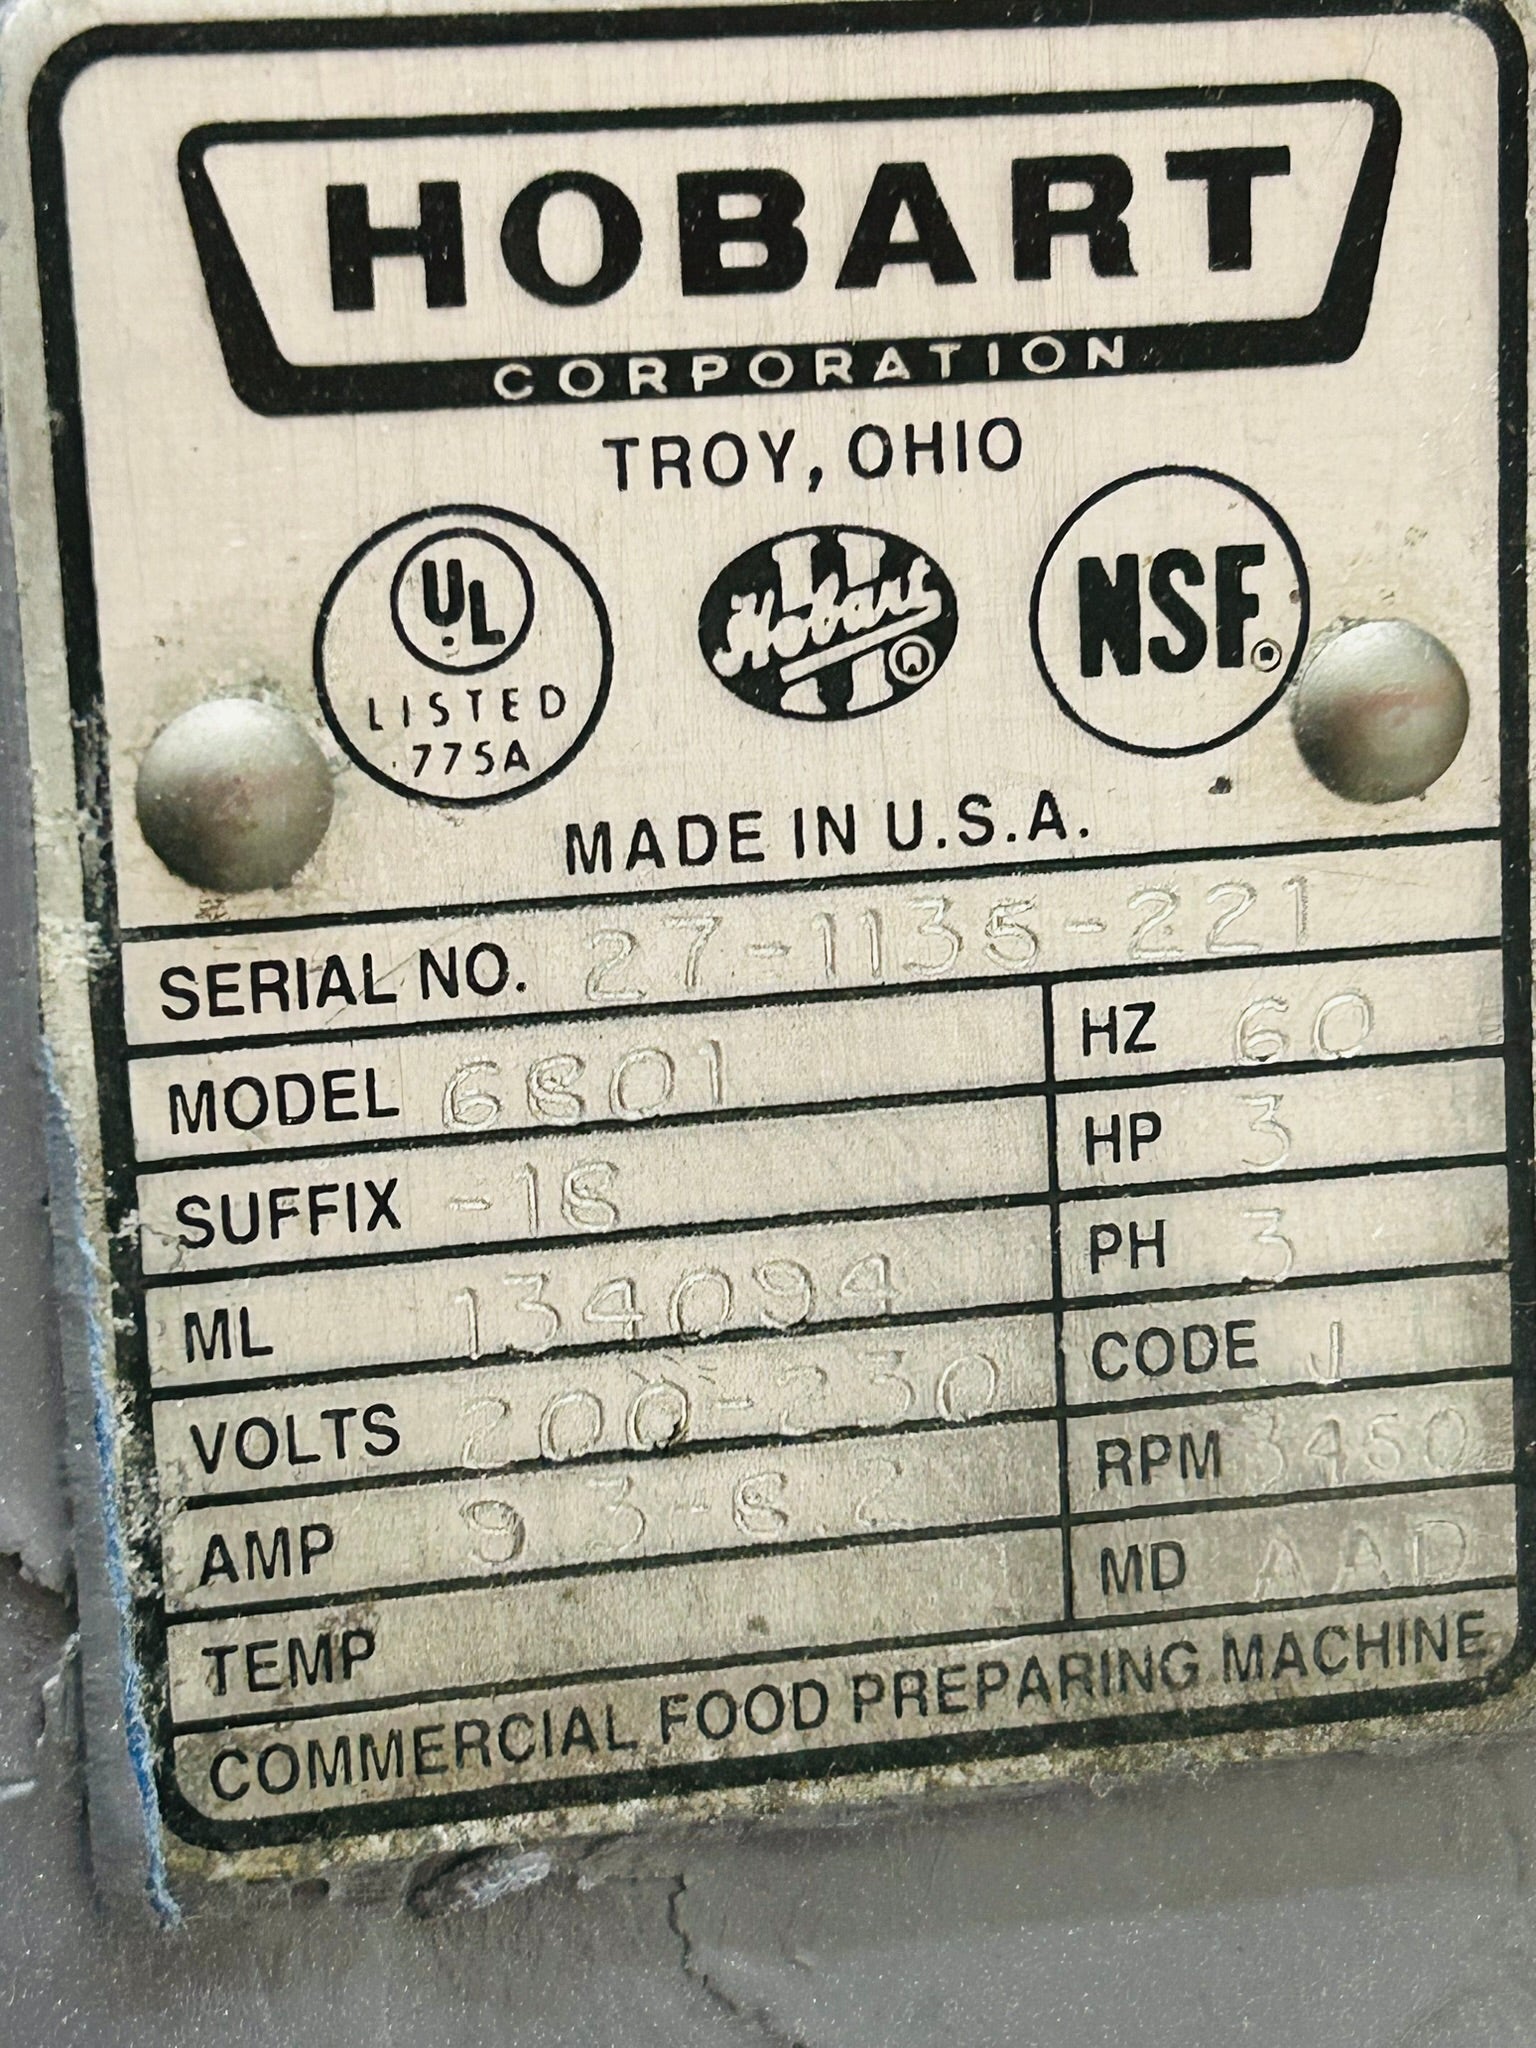 HOBART
CORPORATION
TROY, OHIO
UL
LISTED
775A
Hobart
H
R
NSF
MADE IN U.S.A.
SERIAL NO. 27-1135-221
MODEL 6801
HZ 60
SUFFIX -18
HP 3
PH 3
ML 134094
CODE J
VOLTS 200-230
RPM 3450
AMP 9.3-8.2
MD AAD
TEMP
COMMERCIAL FOOD PREPARING MACHINE